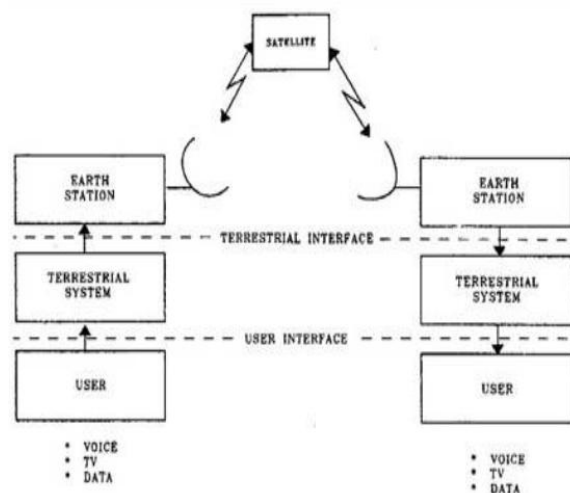 SATELLITE
EARTH
STATION
EARTH
STATION
TERRESTRIAL INTERFACE
TERRESTRIAL
SYSTEM
TERRESTRIAL
SYSTEM
USER INTERFACE
USER
USER
* VOICE
* TV
* DATA
* VOICE
* TV
* DATA